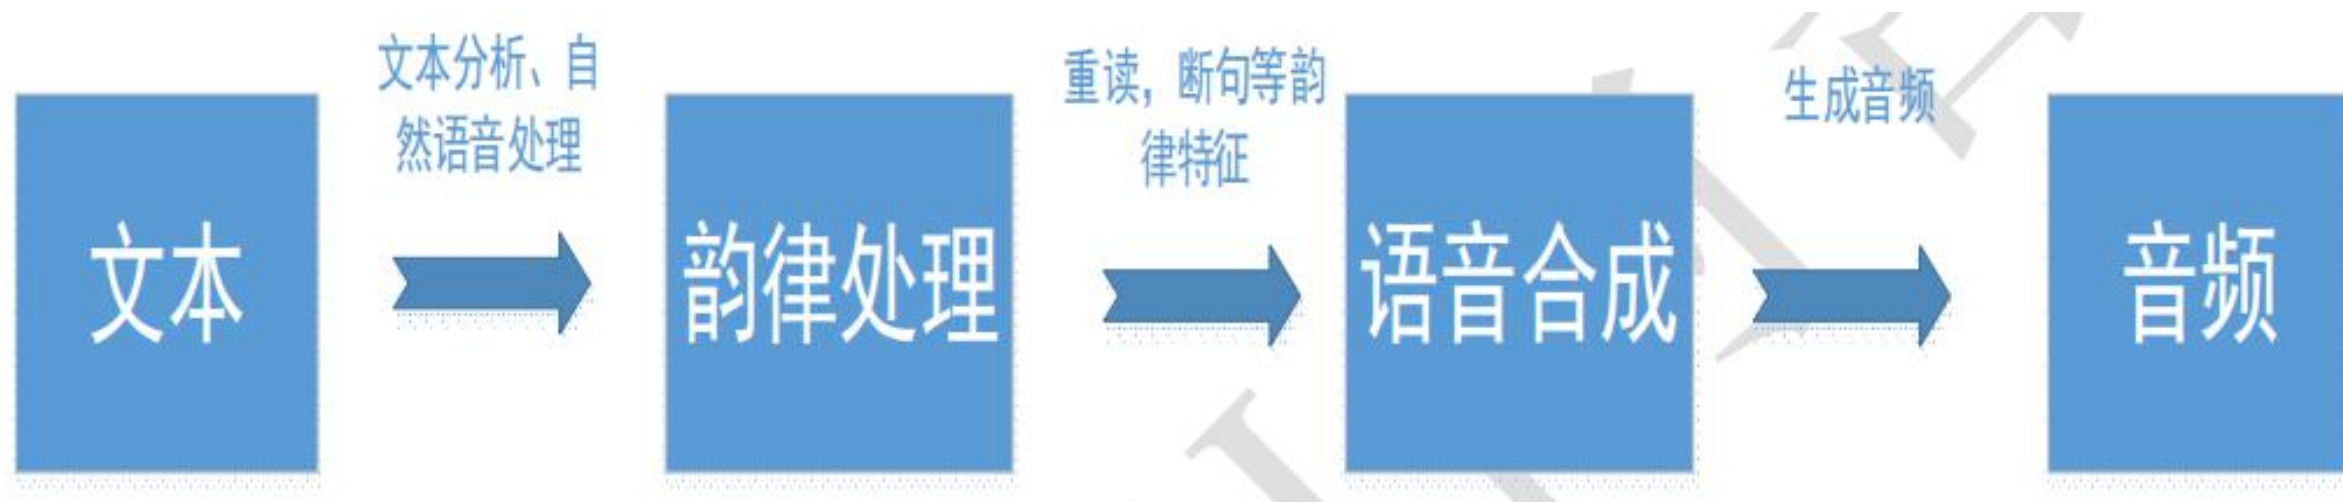 文本分析、自
然语音处理
重读，断句等韵
律特征
生成音频
文本
韵律处理
语音合成
音频